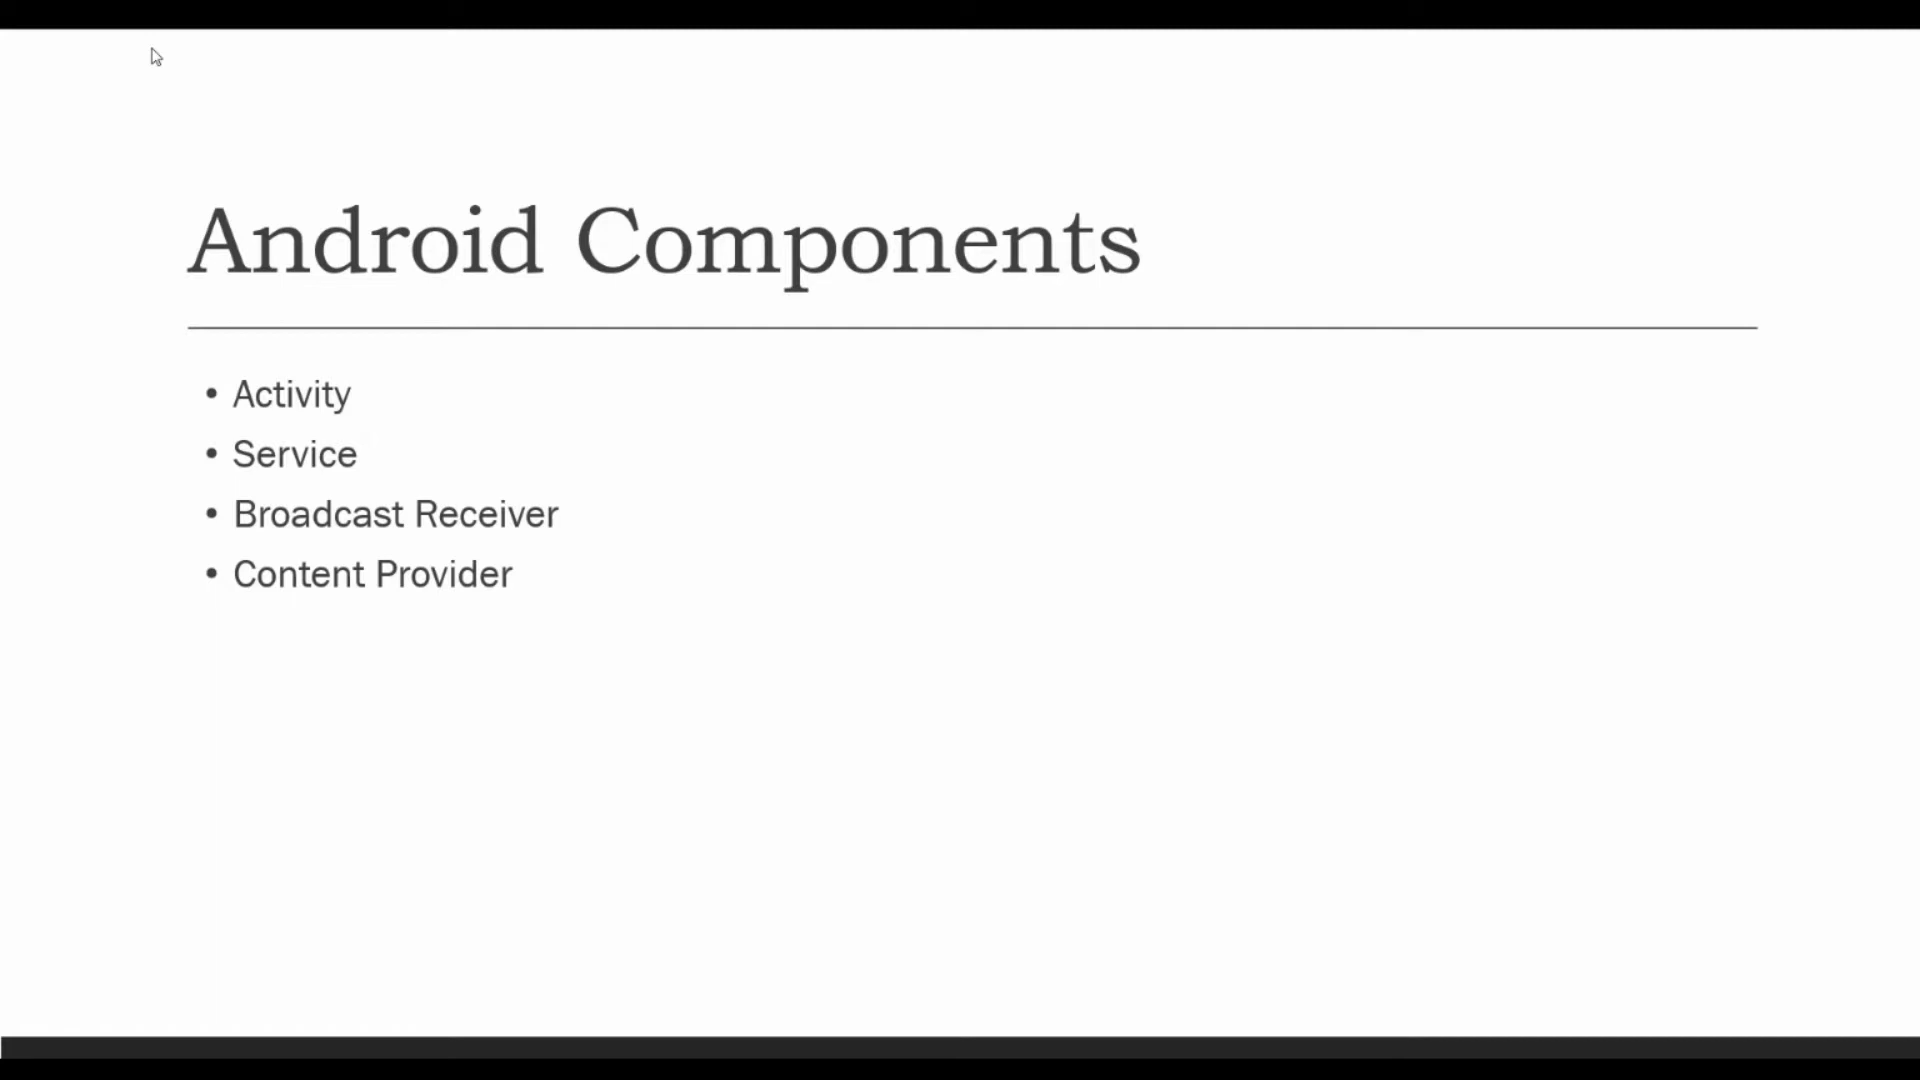 Android Components
• Activity
• Service
• Broadcast Receiver
• Content Provider